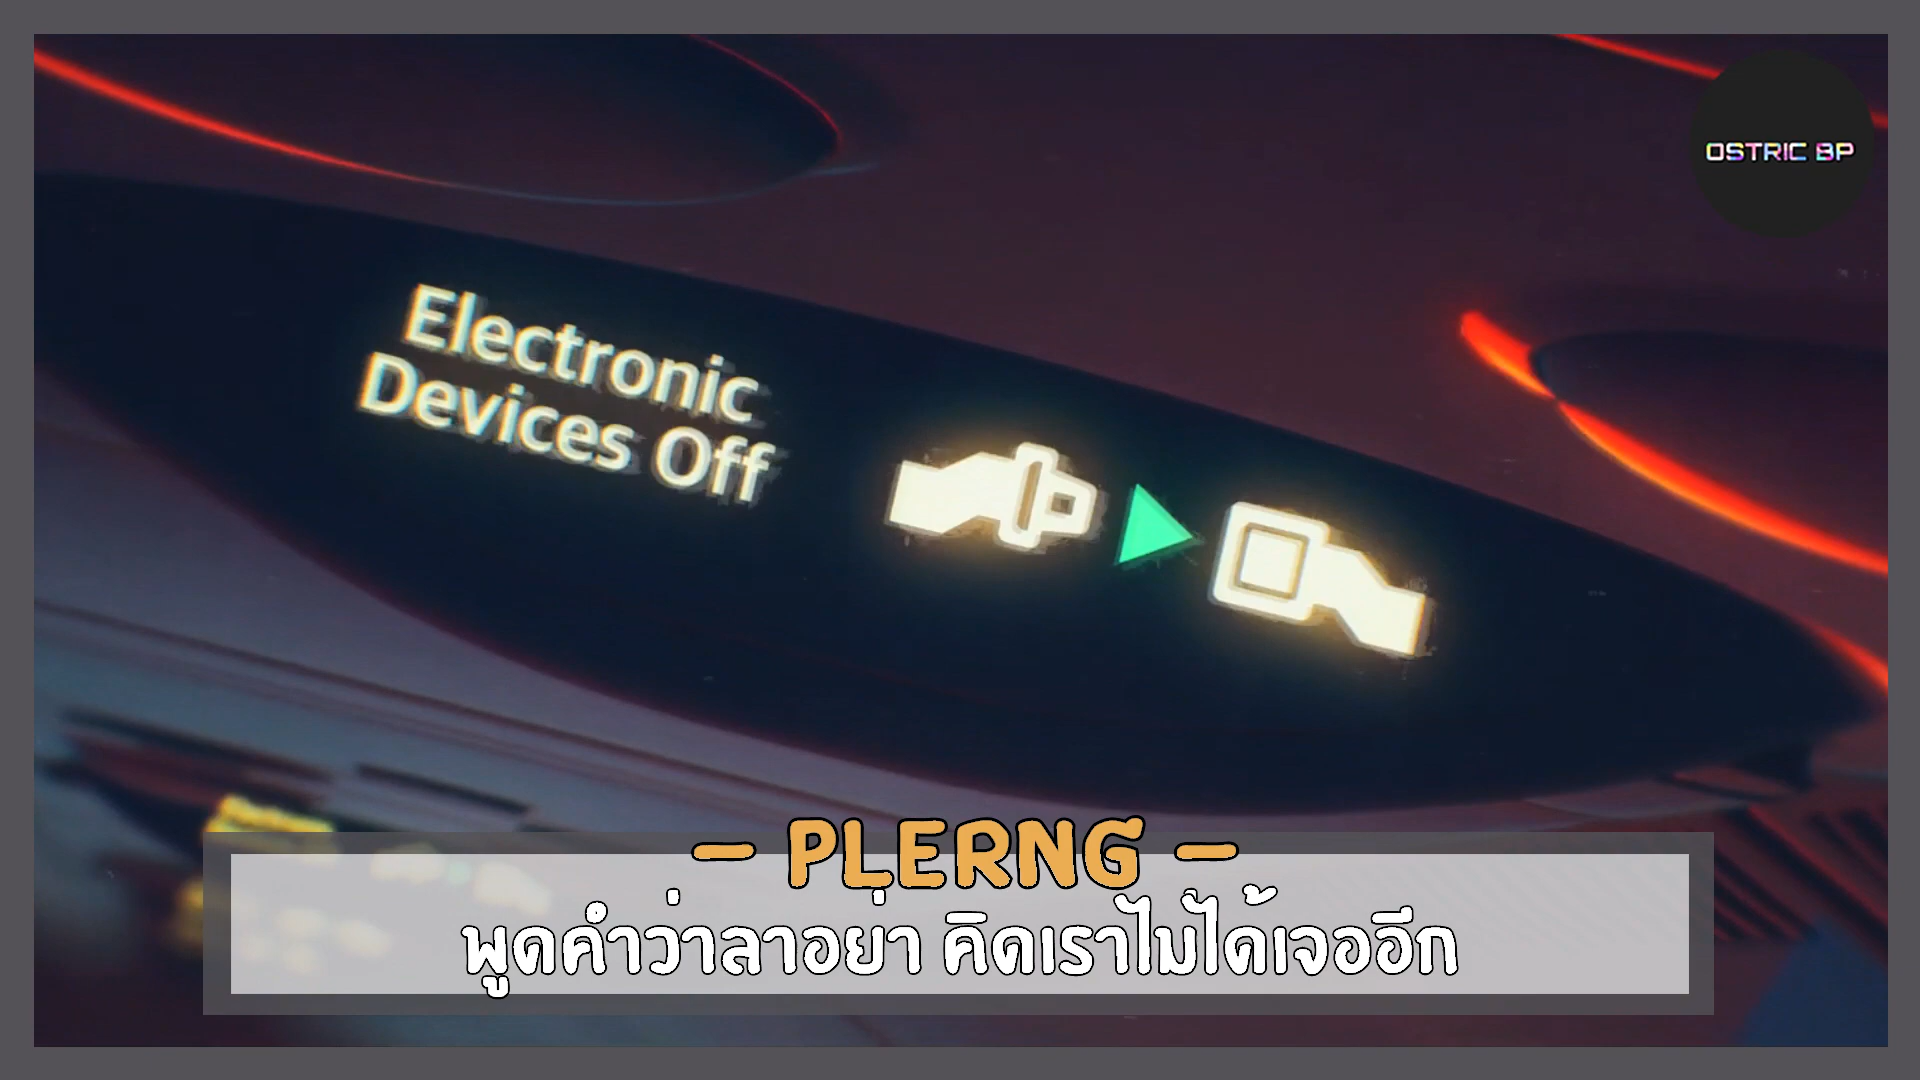 OSTRIC BP
Electronic
Devices Off
— PLERNG —
พูดคำว่าลาอย่า คิดเราไม่ได้เจออีก